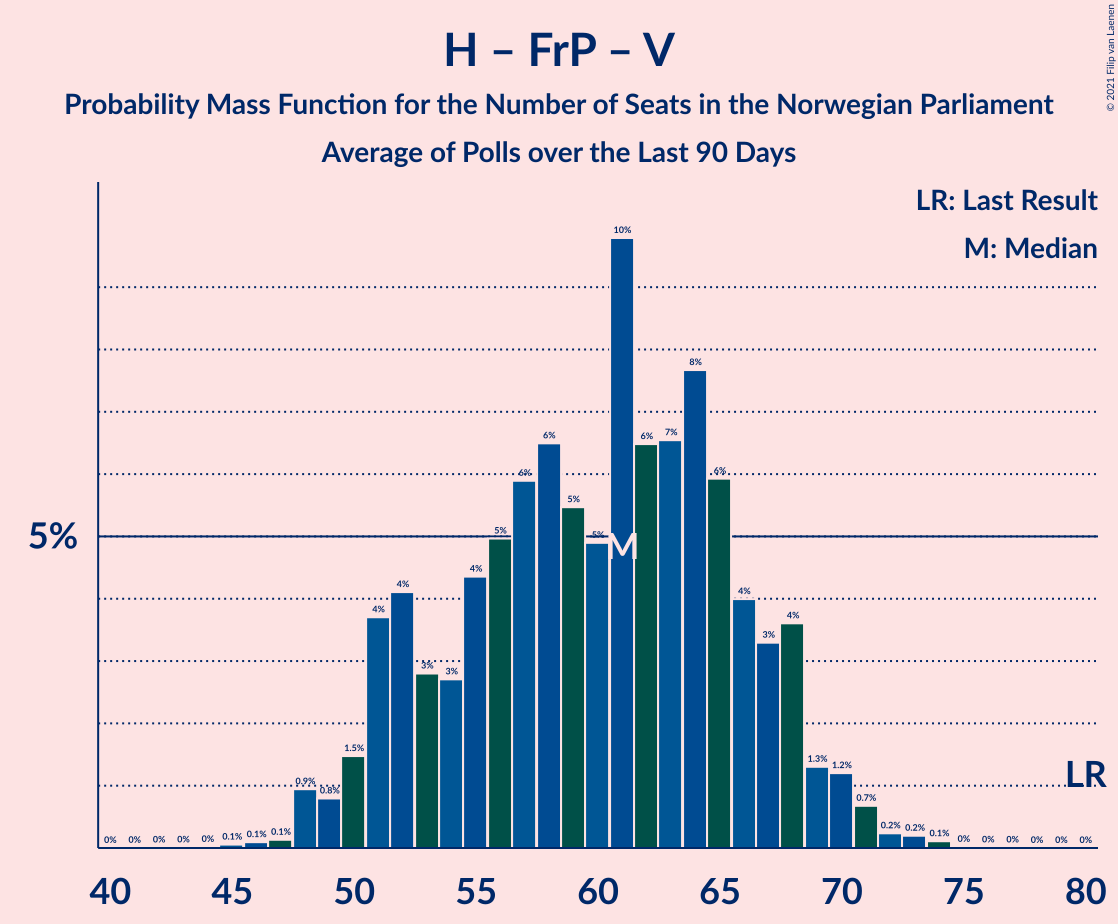 H – FrP – V
Probability Mass Function for the Number of Seats in the Norwegian Parliament
Average of Polls over the Last 90 Days
© 2021 Filip van Laenen
LR: Last Result
M: Median
5%
0% 0% 0% 0% 0% 0.1% 0.1% 0.1% 0.9% 0.8% 1.5% 4% 4% 3% 3% 4% 5% 6% 6% 5% 5% 10% 6% 7% 8% 6% 4% 3% 4% 1.3% 1.2% 0.7% 0.2% 0.2% 0.1% 0% 0% 0% 0% 0% 0%
M
LR
40 45 50 55 60 65 70 75 80